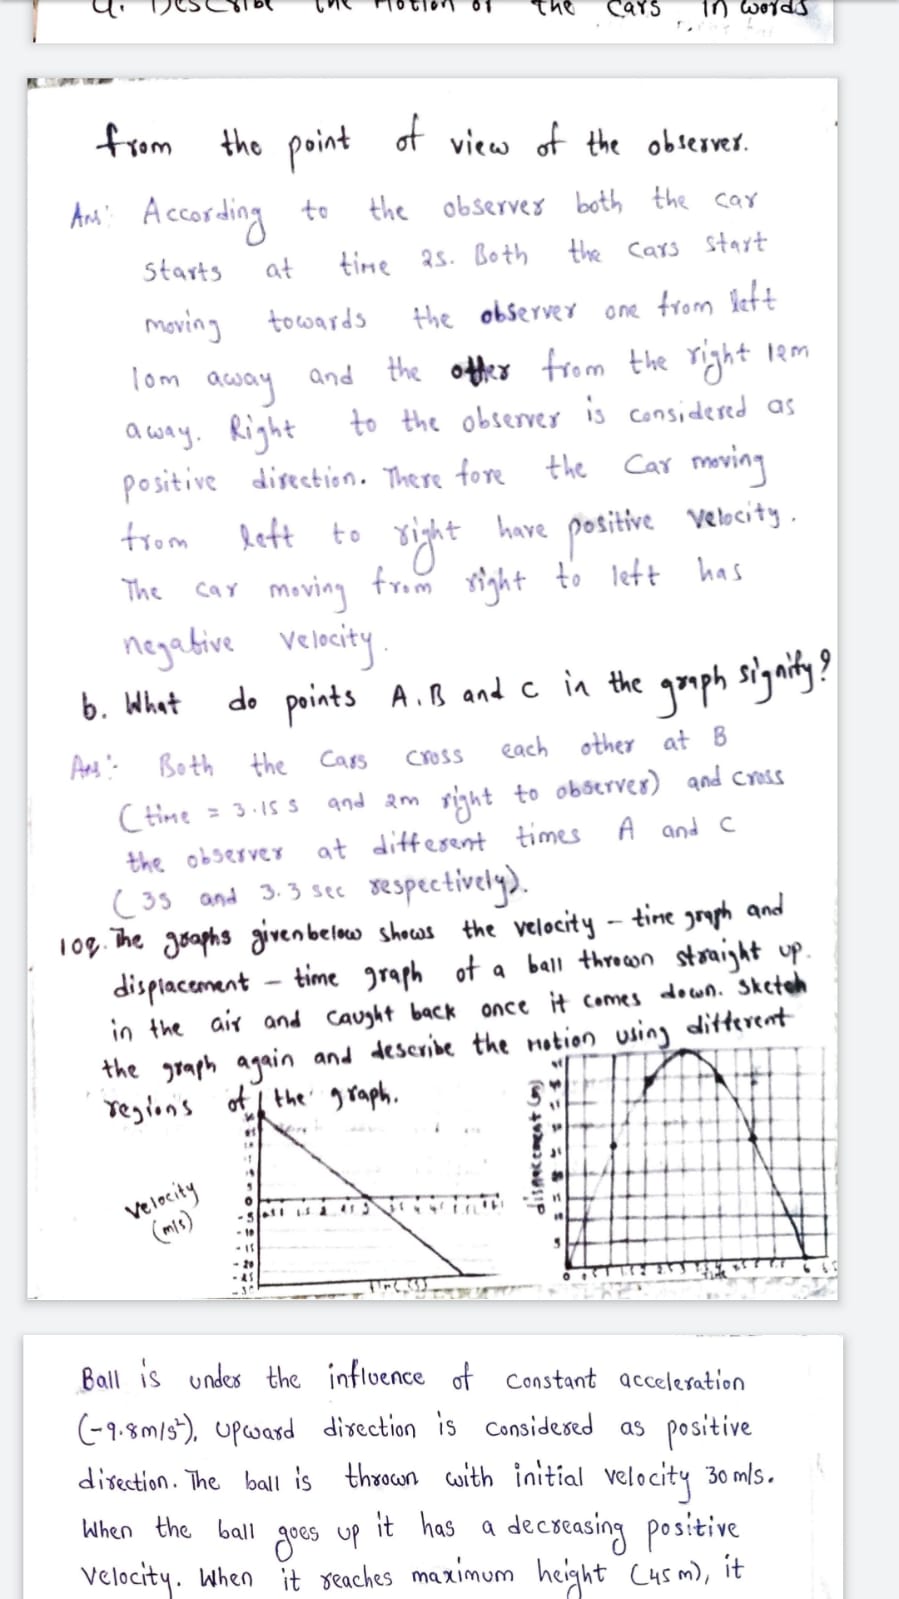 a. Describe the Motion of the cars in words
from the point of view of the observer.
Ans: According to the observer both the car
starts at time 2s. Both the cars start
moving towards the observer one from left
10m away and the other from the right 12m
away. Right to the observer is considered as
positive direction. There fore the Car moving
from left to right have positive velocity.
The car moving from right to left has
negative velocity.
b. What do points A, B and C in the graph signify?
Ans:- Both the Cars cross each other at B
(time = 3.15 s and 2m right to observer) and cross
the observer at different times A and C
(3s and 3.3 sec respectively).
10q. The graphs given below shows the velocity - time graph and
displacement - time graph of a ball thrown straight up
in the air and caught back once it comes down. Sketch
the graph again and describe the Motion using different
regions of the graph.
velocity
(m/s)
Time (s)
displacement
Time
Ball is under the influence of constant acceleration
(-9.8m/s²), upward direction is considered as positive
direction. The ball is thrown with initial velocity 30 m/s.
When the ball goes up it has a decreasing positive
velocity. When it reaches maximum height (45m), it